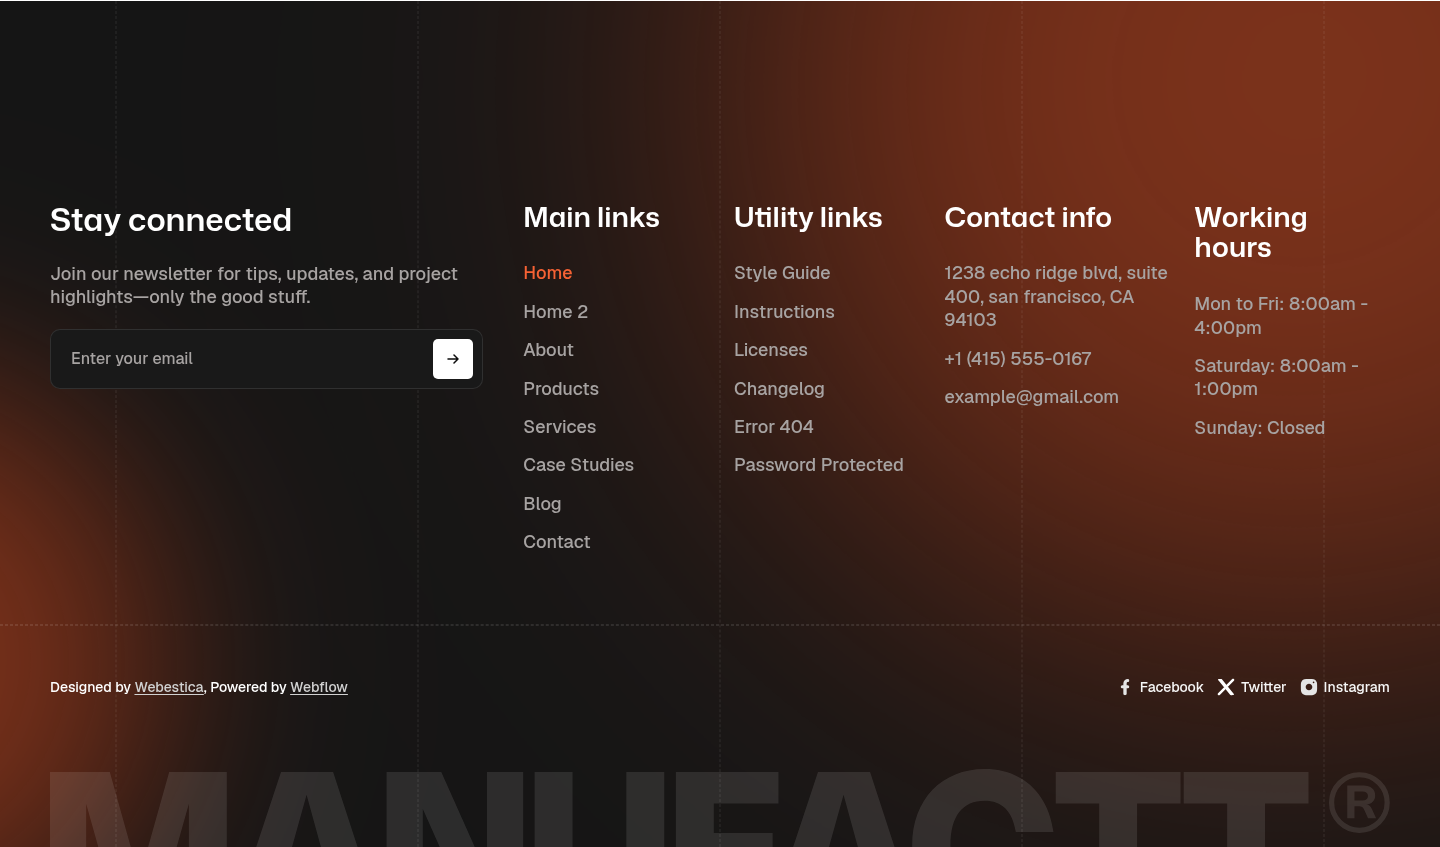 Stay connected
Join our newsletter for tips, updates, and project
highlights—only the good stuff.
Enter your email
Main links
Home
Home 2
About
Products
Services
Case Studies
Blog
Contact
Utility links
Style Guide
Instructions
Licenses
Changelog
Error 404
Password Protected
Contact info
1238 echo ridge blvd, suite
400, san francisco, CA
94103
+1 (415) 555-0167
example@gmail.com
Working
hours
Mon to Fri: 8:00am -
4:00pm
Saturday: 8:00am -
1:00pm
Sunday: Closed
Designed by Webestica, Powered by Webflow
Facebook
Twitter
Instagram
MANUFACTT®